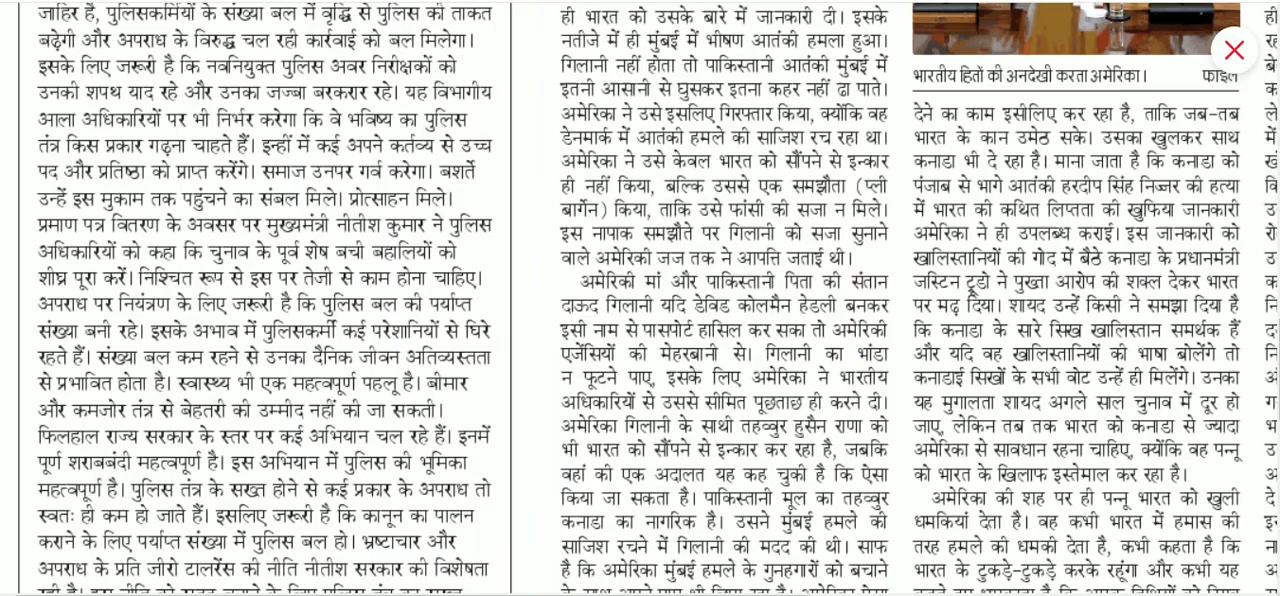 जाहिर है, पुलिसकर्मियों के संख्या बल में वृद्धि से पुलिस की ताकत
बढ़ेगी और अपराध के विरुद्ध चल रही कार्रवाई को बल मिलेगा।
इसके लिए जरूरी है कि नवनियुक्त पुलिस अवर निरीक्षकों को
उनकी शपथ याद रहे और उनका जज्बा बरकरार रहे। यह विभागीय
आला अधिकारियों पर भी निर्भर करेगा कि वे भविष्य का पुलिस
तंत्र किस प्रकार गढ़ना चाहते हैं। इन्हीं में कई अपने कर्तव्य से उच्च
पद और प्रतिष्ठा को प्राप्त करेंगे। समाज उनपर गर्व करेगा। बशर्ते
उन्हें इस मुकाम तक पहुंचने का संबल मिले। प्रोत्साहन मिले।
प्रमाण पत्र वितरण के अवसर पर मुख्यमंत्री नीतीश कुमार ने पुलिस
अधिकारियों को कहा कि चुनाव के पूर्व शेष बची बहालियों को
शीघ्र पूरा करें। निश्चित रूप से इस पर तेजी से काम होना चाहिए।
अपराध पर नियंत्रण के लिए जरूरी है कि पुलिस बल की पर्याप्त
संख्या बनी रहे। इसके अभाव में पुलिसकर्मी कई परेशानियों से घिरे
रहते हैं। संख्या बल कम रहने से उनका दैनिक जीवन अतिव्यस्तता
से प्रभावित होता है। स्वास्थ्य भी एक महत्वपूर्ण पहलू है। बीमार
और कमजोर तंत्र से बेहतरी की उम्मीद नहीं की जा सकती।
फिलहाल राज्य सरकार के स्तर पर कई अभियान चल रहे हैं। इनमें
पूर्ण शराबबंदी महत्वपूर्ण है। इस अभियान में पुलिस की भूमिका
महत्वपूर्ण है। पुलिस तंत्र के सख्त होने से कई प्रकार के अपराध तो
स्वतः ही कम हो जाते हैं। इसलिए जरूरी है कि कानून का पालन
कराने के लिए पर्याप्त संख्या में पुलिस बल हो। भ्रष्टाचार और
अपराध के प्रति जीरो टालरेंस की नीति नीतीश सरकार की विशेषता
ही भारत को उसके बारे में जानकारी दी। इसके
नतीजे में ही मुंबई में भीषण आतंकी हमला हुआ।
गिलानी नहीं होता तो पाकिस्तानी आतंकी मुंबई में
इतनी आसानी से घुसकर इतना कहर नहीं ढा पाते।
अमेरिका ने उसे इसलिए गिरफ्तार किया, क्योंकि वह
डेनमार्क में आतंकी हमले की साजिश रच रहा था।
अमेरिका ने उसे केवल भारत को सौंपने से इन्कार
ही नहीं किया, बल्कि उससे एक समझौता (प्ली
बार्गेन) किया, ताकि उसे फांसी की सजा न मिले।
इस नापाक समझौते पर गिलानी को सजा सुनाने
वाले अमेरिकी जज तक ने आपत्ति जताई थी।
अमेरिकी मां और पाकिस्तानी पिता की संतान
दाऊद गिलानी यदि डेविड कोलमैन हेडली बनकर
इसी नाम से पासपोर्ट हासिल कर सका तो अमेरिकी
एजेंसियों की मेहरबानी से। गिलानी का भांडा
न फूटने पाए, इसके लिए अमेरिका ने भारतीय
अधिकारियों से उससे सीमित पूछताछ ही करने दी।
अमेरिका गिलानी के साथी तहव्वुर हुसैन राणा को
भी भारत को सौंपने से इन्कार कर रहा है, जबकि
वहां की एक अदालत यह कह चुकी है कि ऐसा
किया जा सकता है। पाकिस्तानी मूल का तहव्वुर
कनाडा का नागरिक है। उसने मुंबई हमले की
साजिश रचने में गिलानी की मदद की थी। साफ
है कि अमेरिका मुंबई हमले के गुनहगारों को बचाने
भारतीय हितों की अनदेखी करता अमेरिका। फाइल
देने का काम इसीलिए कर रहा है, ताकि जब-तब
भारत के कान उमेठ सके। उसका खुलकर साथ
कनाडा भी दे रहा है। माना जाता है कि कनाडा को
पंजाब से भागे आतंकी हरदीप सिंह निज्जर की हत्या
में भारत की कथित लिप्तता की खुफिया जानकारी
अमेरिका ने ही उपलब्ध कराई। इस जानकारी को
खालिस्तानियों की गोद में बैठे कनाडा के प्रधानमंत्री
जस्टिन ट्रूडो ने पुख्ता आरोप की शक्ल देकर भारत
पर मढ़ दिया। शायद उन्हें किसी ने समझा दिया है
कि कनाडा के सारे सिख खालिस्तान समर्थक हैं
और यदि वह खालिस्तानियों की भाषा बोलेंगे तो
कनाडाई सिखों के सभी वोट उन्हें ही मिलेंगे। उनका
यह मुगालता शायद अगले साल चुनाव में दूर हो
जाए, लेकिन तब तक भारत को कनाडा से ज्यादा
अमेरिका से सावधान रहना चाहिए, क्योंकि वह पन्नू
को भारत के खिलाफ इस्तेमाल कर रहा है।
अमेरिका की शह पर ही पन्नू भारत को खुली
धमकियां देता है। वह कभी भारत में हमास की
तरह हमले की धमकी देता है, कभी कहता है कि
भारत के टुकड़े-टुकड़े करके रहूंगा और कभी यह